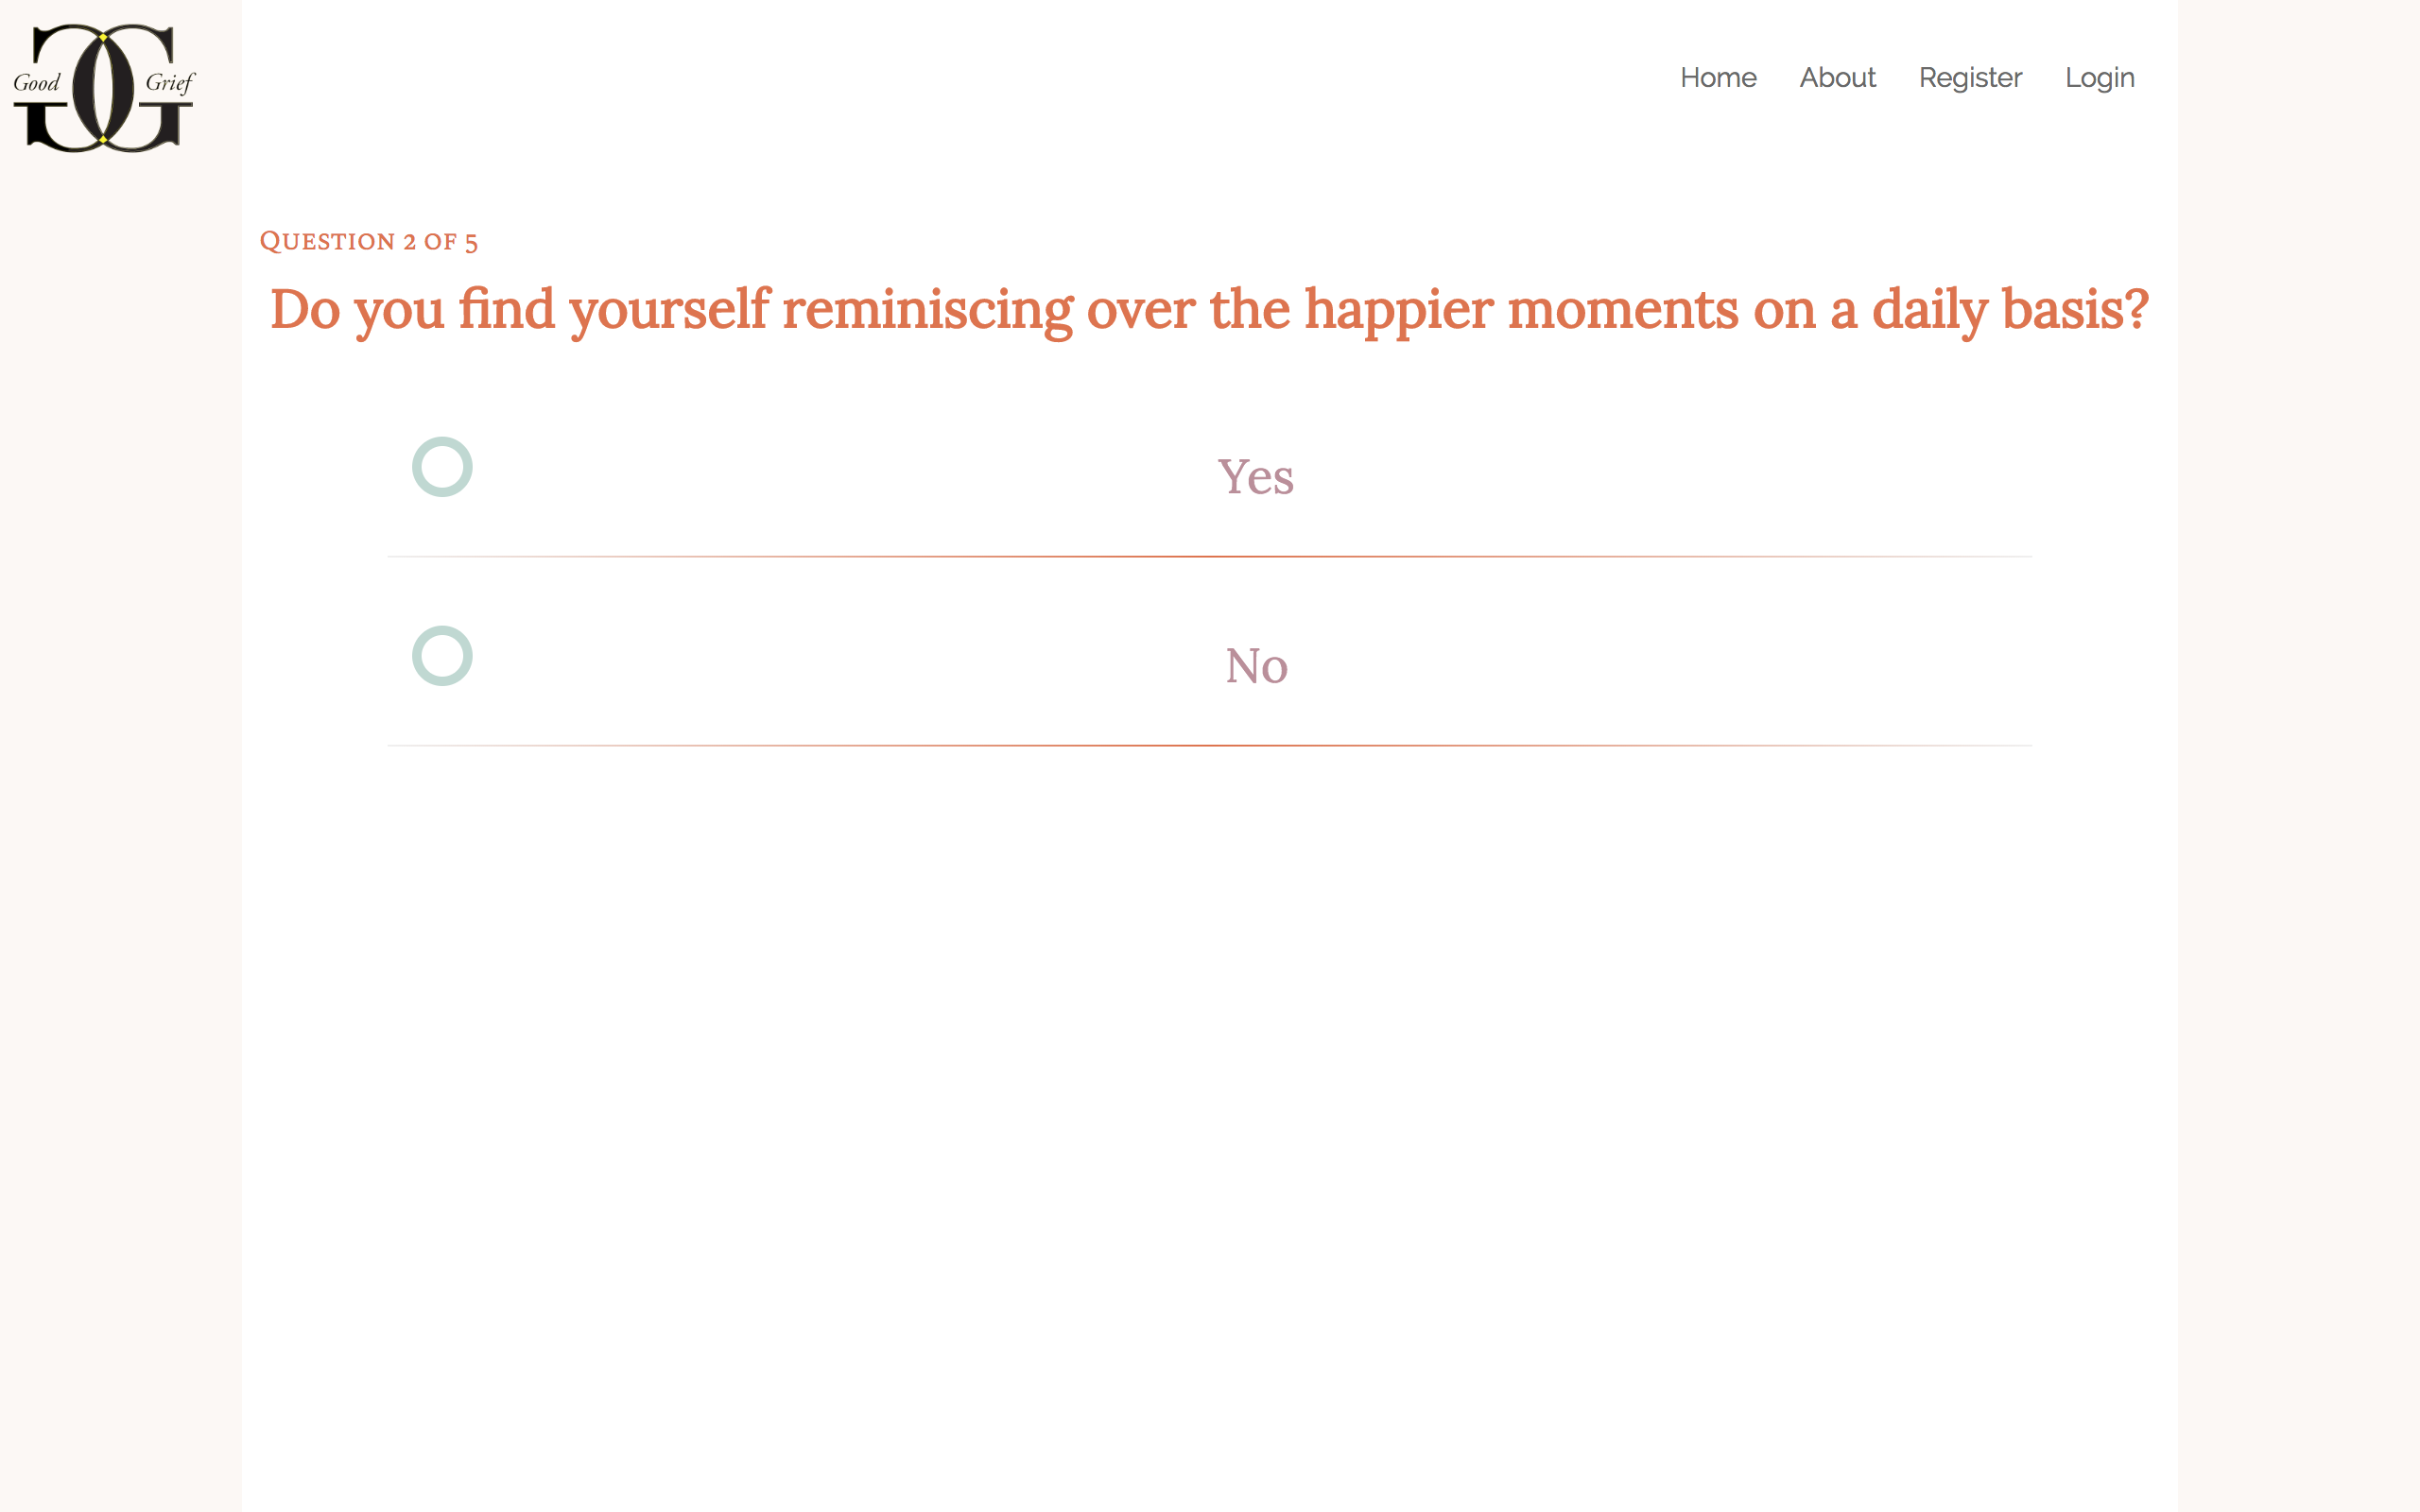 Good Grief
Home About Register Login
Question 2 of 5
Do you find yourself reminiscing over the happier moments on a daily basis?
Yes
No